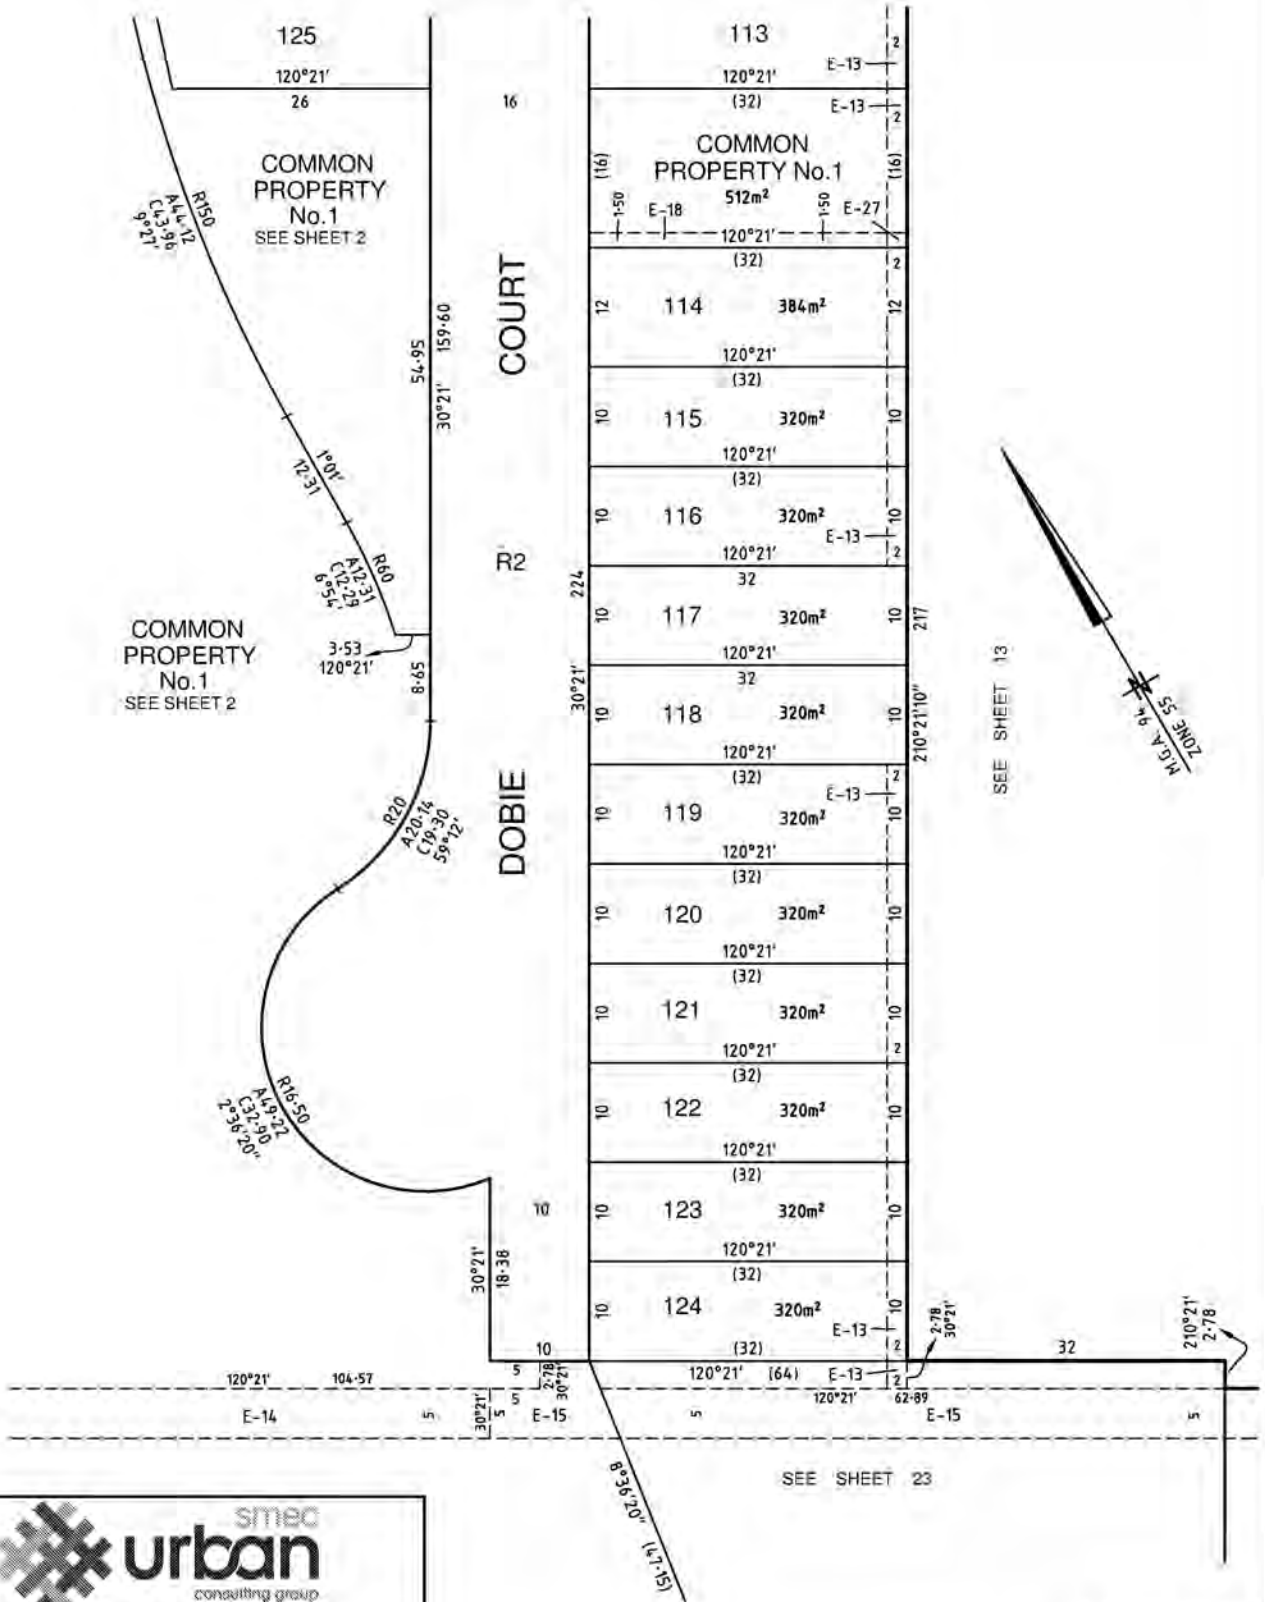 125
120°21'
26
COMMON
PROPERTY
No.1
SEE SHEET 2
R150
A44·12
C43·96
9°27'
54·95
30°21' 159·60
1°01'
12·31
R60
A12·31
C12·29
6°54'
3·53
120°21'
8·65
COMMON
PROPERTY
No.1
SEE SHEET 2
R20
A20·14
C19·30
59°12'
R16·50
A49·22
C32·90
2°36'20"
16
DOBIE COURT
R2
224
30°21'
10
30°21'
18·38
10
113
E-13
2
120°21'
(32)
E-13
2
COMMON
PROPERTY No.1
512m²
(16)
(16)
1·50
E-18
1·50
E-27
120°21'
(32)
2
12
114
384m²
12
120°21'
(32)
10
115
320m²
10
120°21'
(32)
10
116
320m²
10
E-13
2
120°21'
32
10
117
320m²
10
217
120°21'
32
10
118
320m²
10
210°21'10"
120°21'
(32)
2
E-13
10
119
320m²
10
120°21'
(32)
10
120
320m²
10
120°21'
(32)
10
121
320m²
10
2
120°21'
(32)
10
122
320m²
10
120°21'
(32)
10
123
320m²
10
120°21'
(32)
10
124
320m²
10
E-13
2
(32)
2·78
30°21'
32
210°21'
2·78
SEE SHEET 13
M.G.A. 94
ZONE 55
120°21' 104·57
5
2·78
30°21'
5
120°21' (64)
E-13
2
120°21' 62·89
E-14
5
30°21'
5
E-15
5
E-15
5
8°36'20" (47·15)
SEE SHEET 23
smec
urban
consulting group